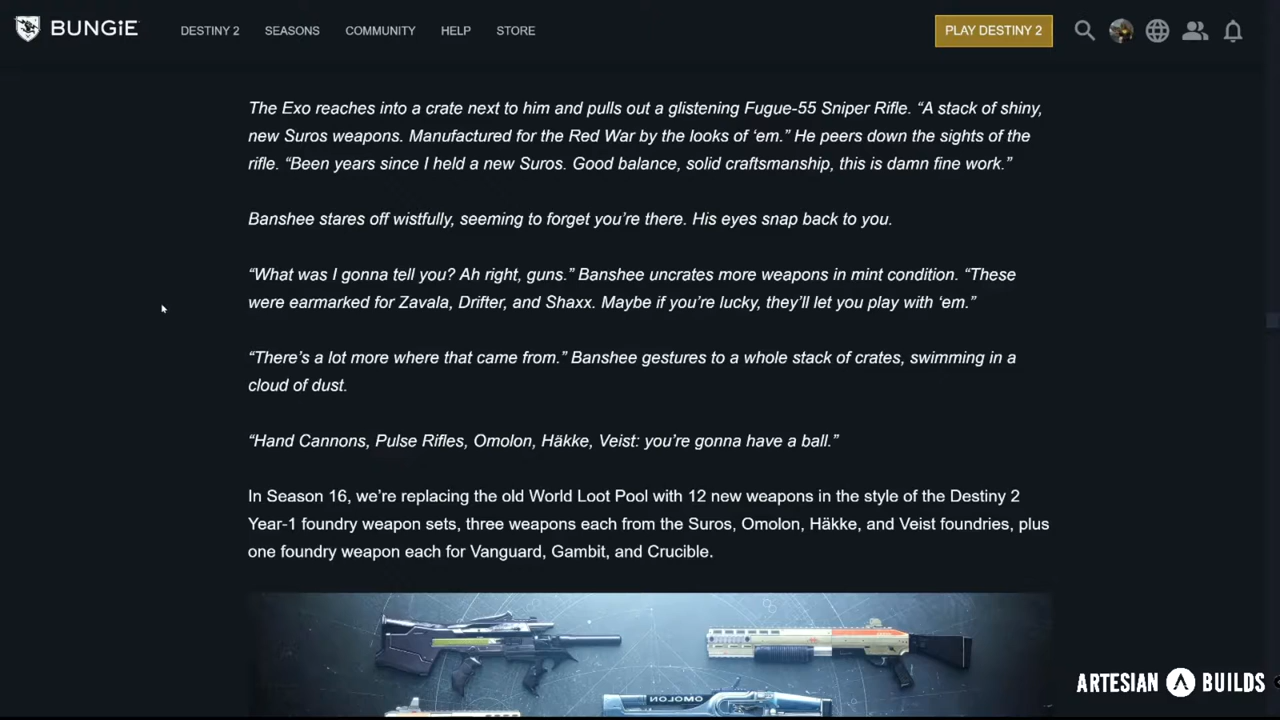 BUNGiE
DESTINY 2
SEASONS
COMMUNITY
HELP
STORE
PLAY DESTINY 2
The Exo reaches into a crate next to him and pulls out a glistening Fugue-55 Sniper Rifle. “A stack of shiny,
new Suros weapons. Manufactured for the Red War by the looks of ‘em.” He peers down the sights of the
rifle. “Been years since I held a new Suros. Good balance, solid craftsmanship, this is damn fine work.”
Banshee stares off wistfully, seeming to forget you’re there. His eyes snap back to you.
“What was I gonna tell you? Ah right, guns.” Banshee uncrates more weapons in mint condition. “These
were earmarked for Zavala, Drifter, and Shaxx. Maybe if you’re lucky, they’ll let you play with ‘em.”
“There’s a lot more where that came from.” Banshee gestures to a whole stack of crates, swimming in a
cloud of dust.
“Hand Cannons, Pulse Rifles, Omolon, Häkke, Veist: you’re gonna have a ball.”
In Season 16, we’re replacing the old World Loot Pool with 12 new weapons in the style of the Destiny 2
Year-1 foundry weapon sets, three weapons each from the Suros, Omolon, Häkke, and Veist foundries, plus
one foundry weapon each for Vanguard, Gambit, and Crucible.
OMOLON
ARTESIAN BUILDS